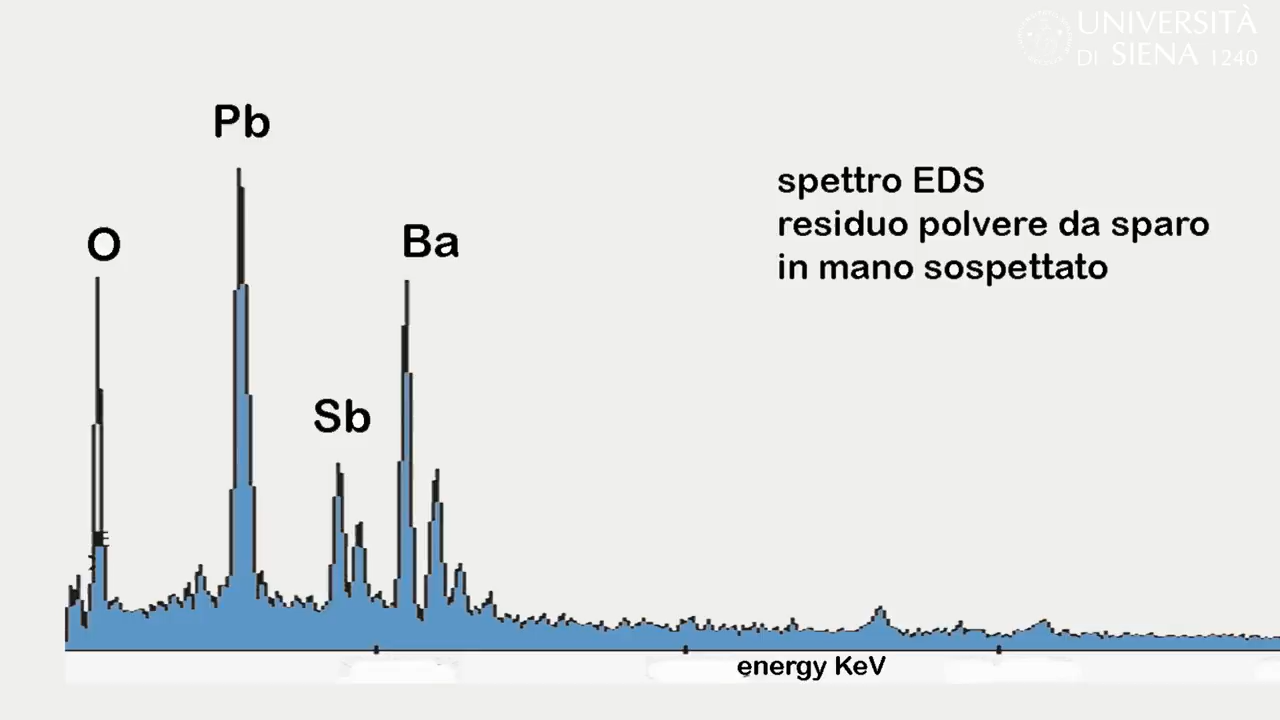 UNIVERSITÀ
DI SIENA 1240
Pb
spettro EDS
residuo polvere da sparo
in mano sospettato
O
Ba
Sb
energy KeV